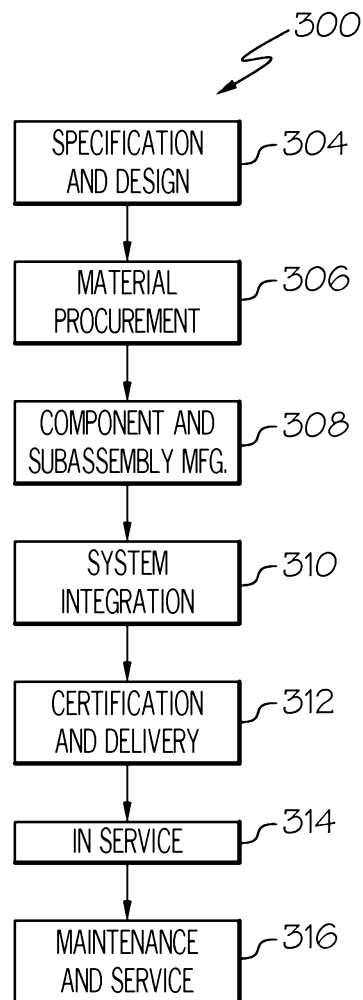 300
SPECIFICATION
AND DESIGN
304
MATERIAL
PROCUREMENT
306
COMPONENT AND
SUBASSEMBLY MFG.
308
SYSTEM
INTEGRATION
310
CERTIFICATION
AND DELIVERY
312
IN SERVICE
314
MAINTENANCE
AND SERVICE
316